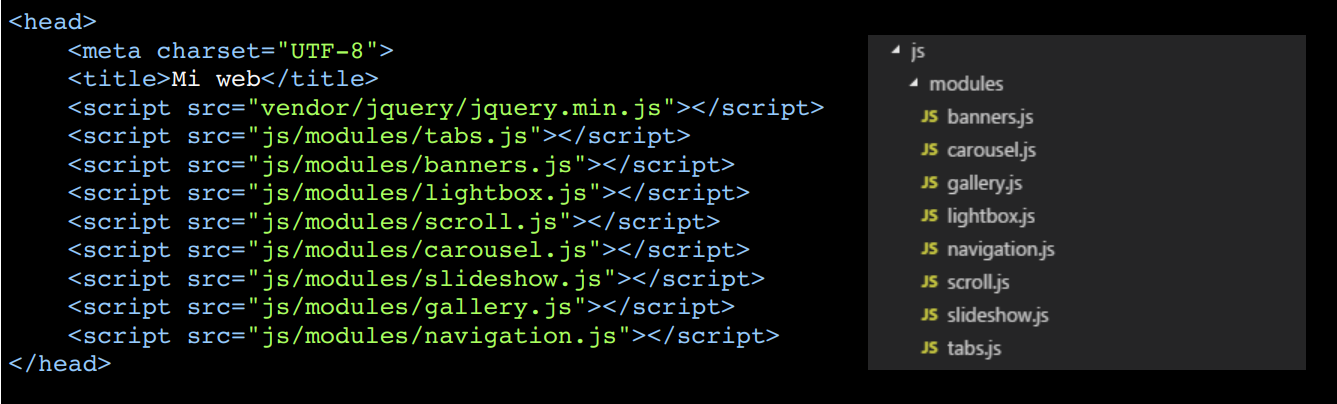 <head>
    <meta charset="UTF-8">
    <title>Mi web</title>
    <script src="vendor/jquery/jquery.min.js"></script>
    <script src="js/modules/tabs.js"></script>
    <script src="js/modules/banners.js"></script>
    <script src="js/modules/lightbox.js"></script>
    <script src="js/modules/scroll.js"></script>
    <script src="js/modules/carousel.js"></script>
    <script src="js/modules/slideshow.js"></script>
    <script src="js/modules/gallery.js"></script>
    <script src="js/modules/navigation.js"></script>
</head>
js
modules
JS banners.js
JS carousel.js
JS gallery.js
JS lightbox.js
JS navigation.js
JS scroll.js
JS slideshow.js
JS tabs.js